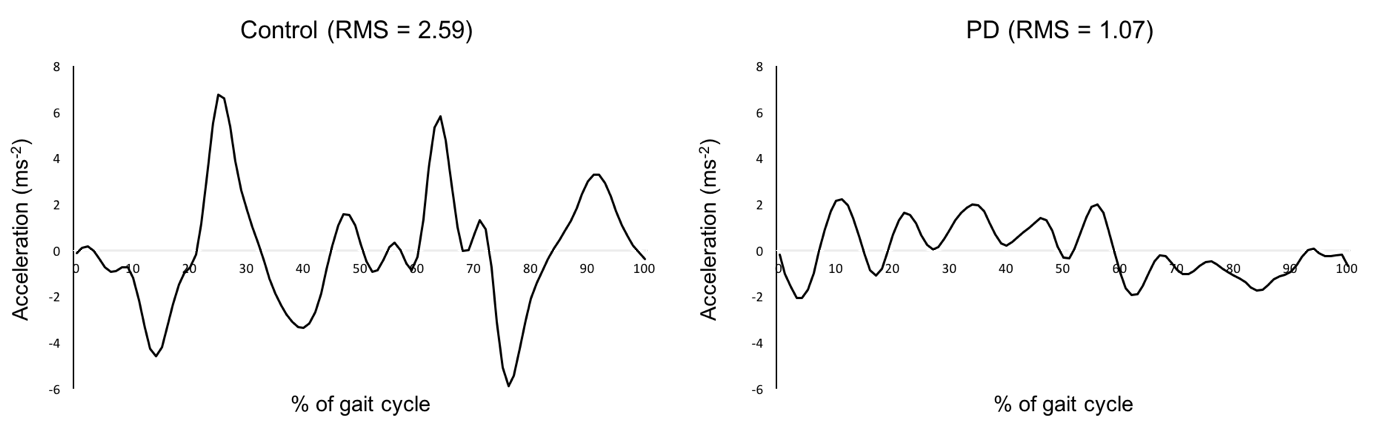 Control (RMS = 2.59)
8
6
4
2
0
-2
-4
-6
Acceleration (ms-2)
0 10 20 30 40 50 60 70 80 90 100
% of gait cycle
PD (RMS = 1.07)
8
6
4
2
0
-2
-4
-6
Acceleration (ms-2)
0 10 20 30 40 50 60 70 80 90 100
% of gait cycle